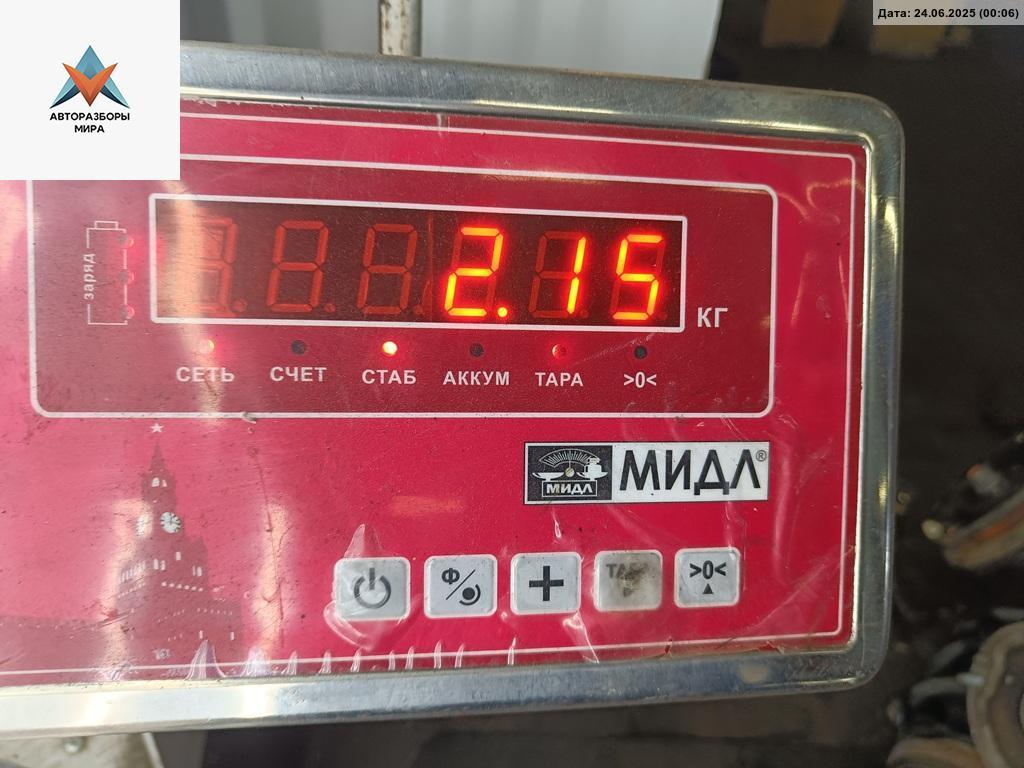 Дата: 24.06.2025 (00:06)
АВТОРАЗБОРЫ
МИРА
заряд
2.15
КГ
СЕТЬ СЧЕТ СТАБ АККУМ ТАРА >0<
МИДЛ МИДЛ®
Ф + >0<